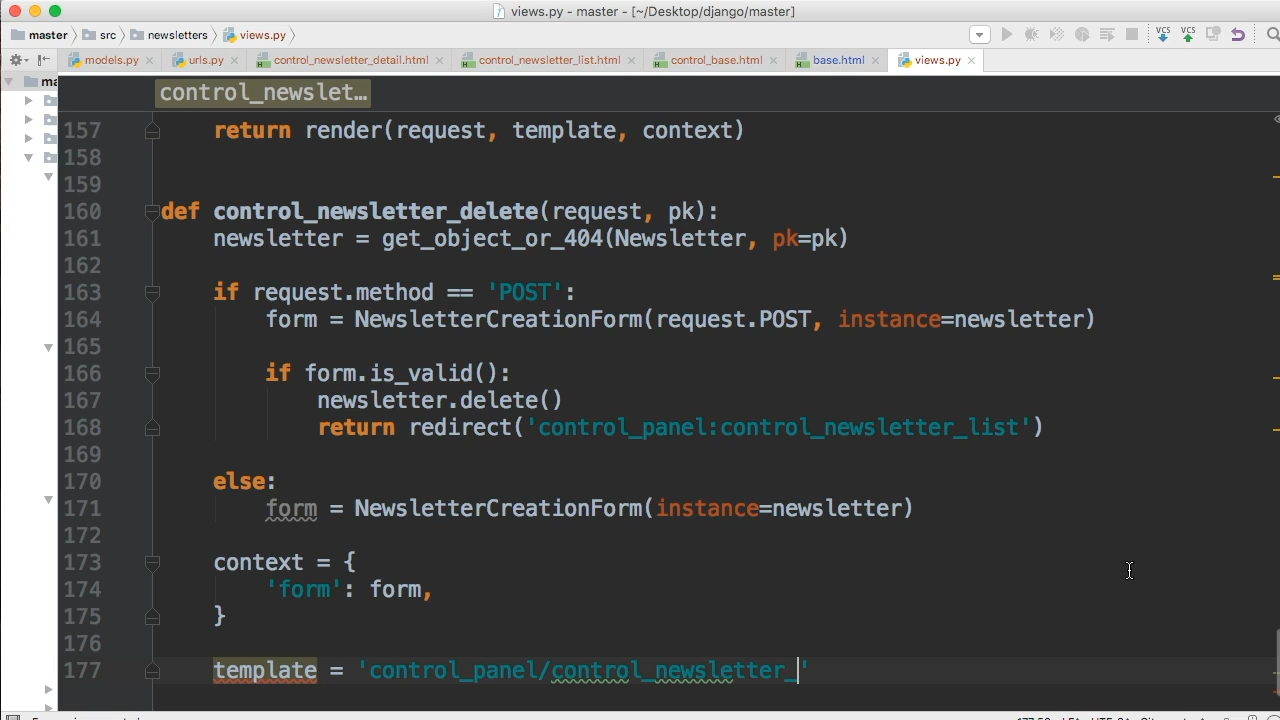 views.py - master - [~/Desktop/django/master]
master src newsletters views.py
VCS VCS
models.py urls.py control_newsletter_detail.html control_newsletter_list.html control_base.html base.html views.py
ma
control_newslet…
157 return render(request, template, context)
158
159
160 def control_newsletter_delete(request, pk):
161 newsletter = get_object_or_404(Newsletter, pk=pk)
162
163 if request.method == 'POST':
164 form = NewsletterCreationForm(request.POST, instance=newsletter)
165
166 if form.is_valid():
167 newsletter.delete()
168 return redirect('control_panel:control_newsletter_list')
169
170 else:
171 form = NewsletterCreationForm(instance=newsletter)
172
173 context = {
174 'form': form,
175 }
176
177 template = 'control_panel/control_newsletter_'